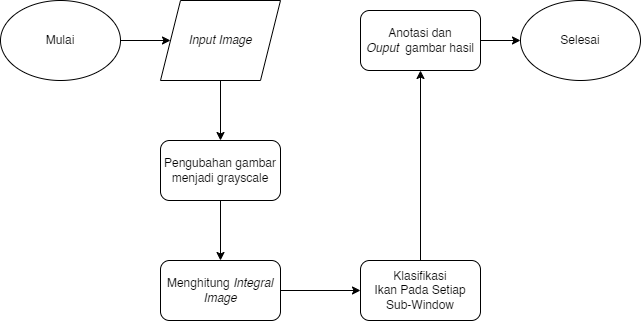 Mulai
Input Image
Pengubahan gambar
menjadi grayscale
Menghitung Integral
Image
Klasifikasi
Ikan Pada Setiap
Sub-Window
Anotasi dan
Ouput gambar hasil
Selesai